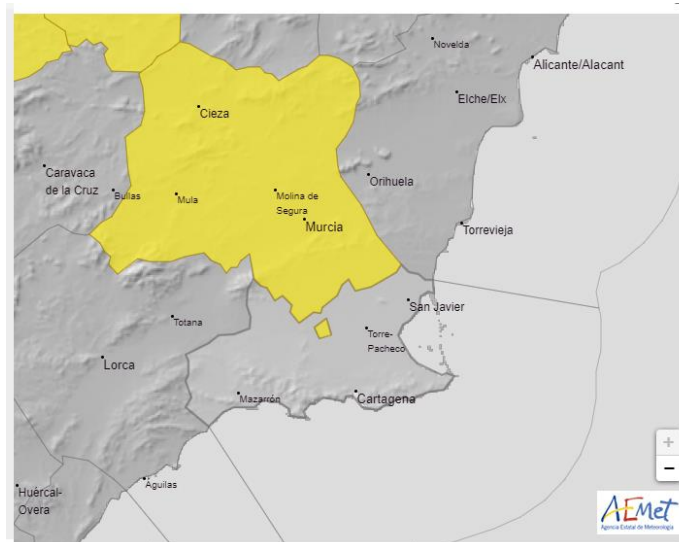 Novelda
Alicante/Alacant
Elche/Elx
Cieza
Caravaca
de la Cruz
Bullas
Mula
Molina de
Segura
Orihuela
Murcia
Torrevieja
San Javier
Totana
Torre-
Pacheco
Lorca
Mazarrón
Cartagena
Águilas
Huércal-
Overa
+
−
AEMet
Agencia Estatal de Meteorología